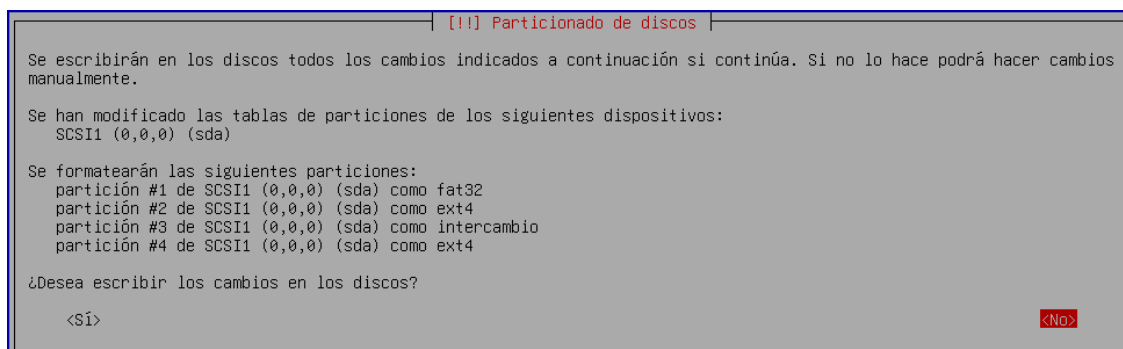 [!!] Particionado de discos
Se escribirán en los discos todos los cambios indicados a continuación si continúa. Si no lo hace podrá hacer cambios
manualmente.
Se han modificado las tablas de particiones de los siguientes dispositivos:
SCSI1 (0,0,0) (sda)
Se formatearán las siguientes particiones:
partición #1 de SCSI1 (0,0,0) (sda) como fat32
partición #2 de SCSI1 (0,0,0) (sda) como ext4
partición #3 de SCSI1 (0,0,0) (sda) como intercambio
partición #4 de SCSI1 (0,0,0) (sda) como ext4
¿Desea escribir los cambios en los discos?
<Sí> <No>